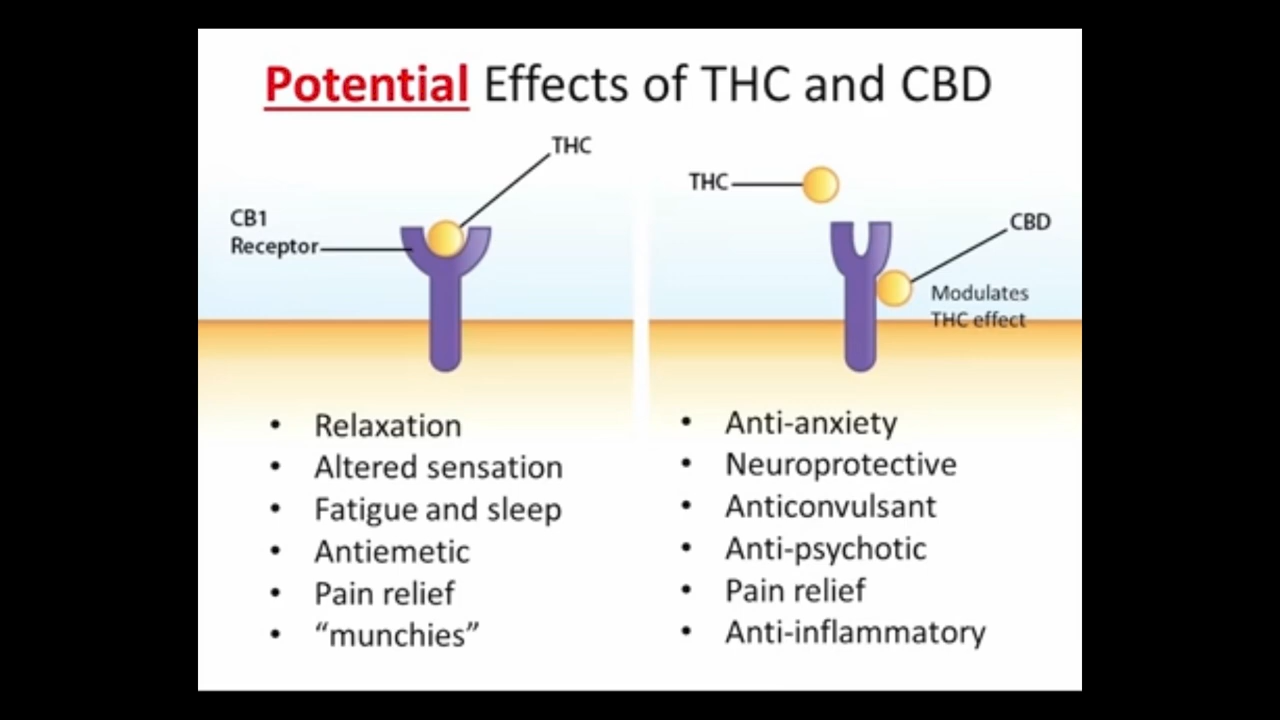 Potential Effects of THC and CBD
THC
CB1
Receptor
THC
CBD
Modulates
THC effect
• Relaxation
• Altered sensation
• Fatigue and sleep
• Antiemetic
• Pain relief
• “munchies”
• Anti-anxiety
• Neuroprotective
• Anticonvulsant
• Anti-psychotic
• Pain relief
• Anti-inflammatory